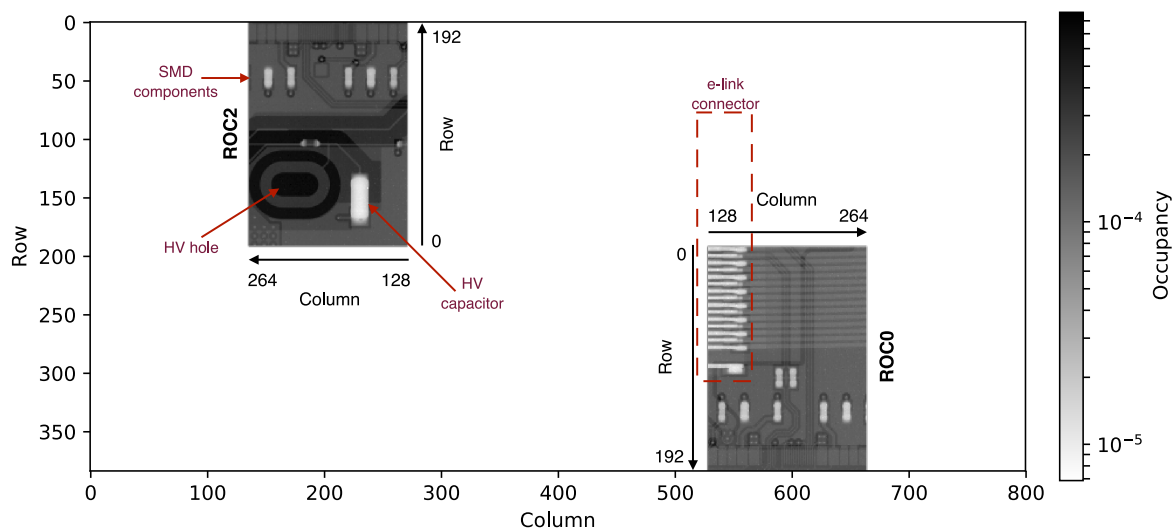 0
50
100
150
200
250
300
350
Row
0
100
200
300
400
500
600
700
800
Column
SMD
components
ROC2
HV hole
192
Row
0
264
128
Column
HV
capacitor
e-link
connector
Column
128
264
0
Row
192
ROC0
10⁻⁴
10⁻⁵
Occupancy